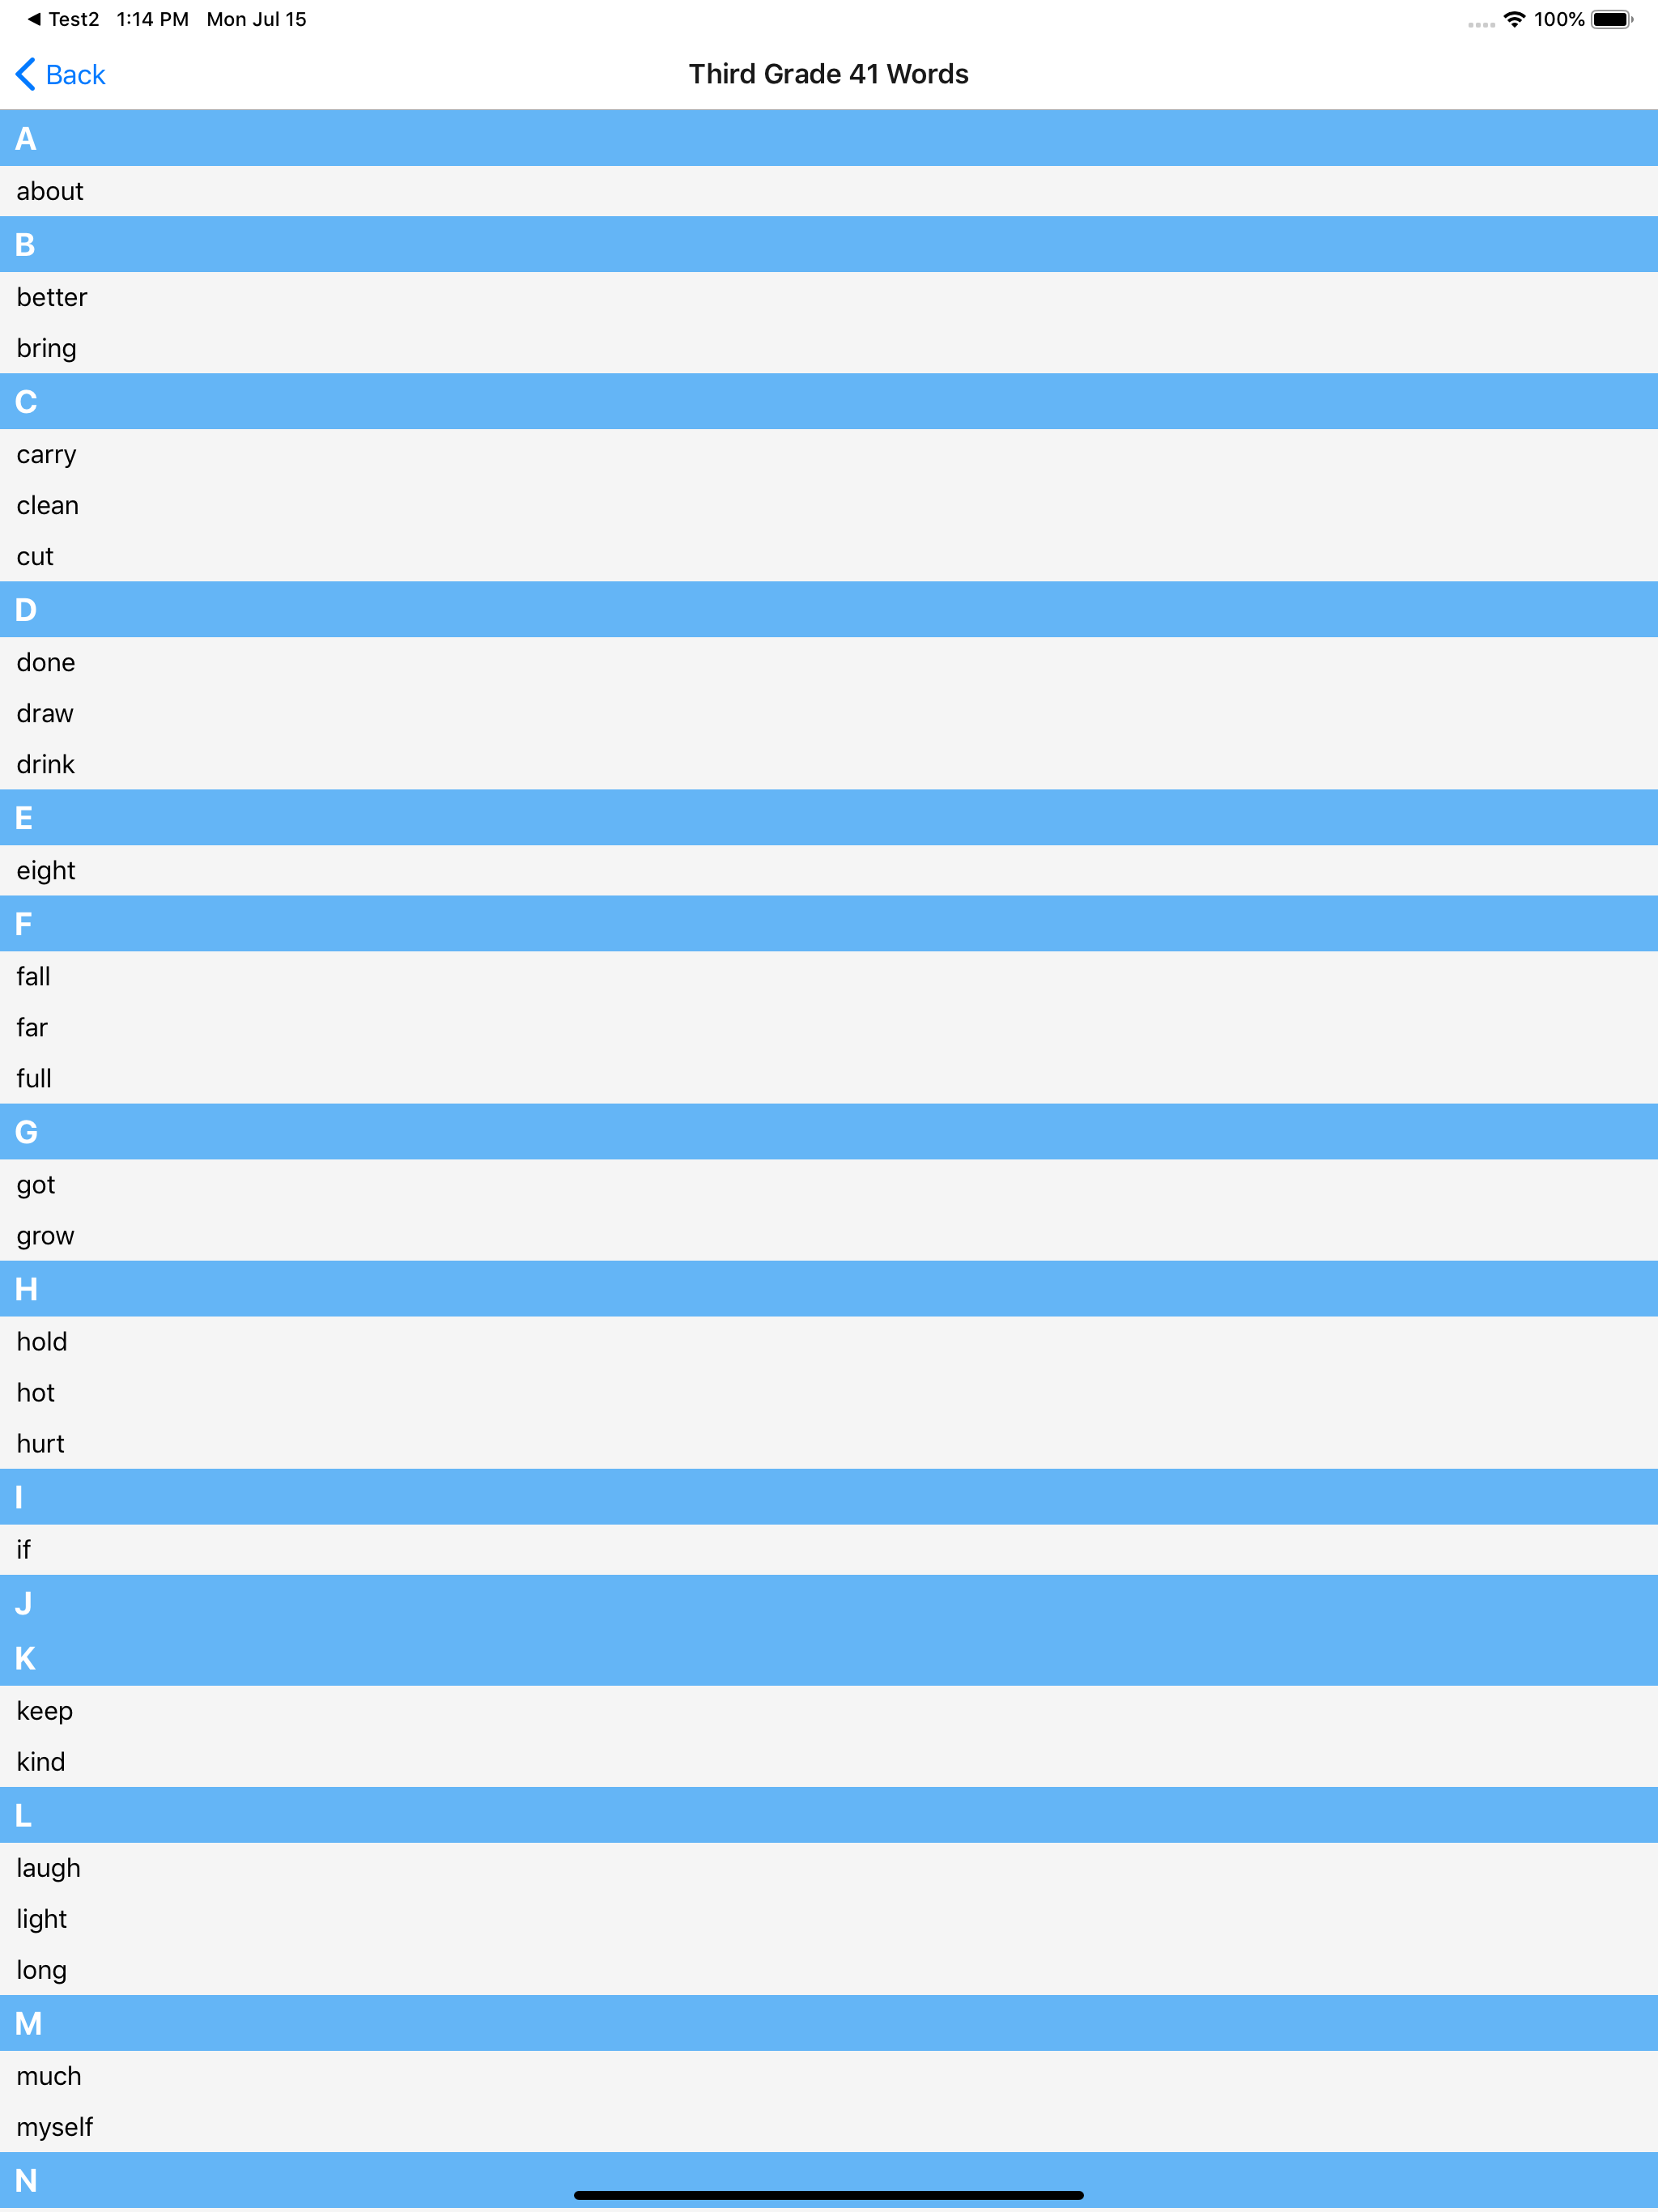 ◀ Test2 1:14 PM Mon Jul 15 100%
Back Third Grade 41 Words
A
about
B
better
bring
C
carry
clean
cut
D
done
draw
drink
E
eight
F
fall
far
full
G
got
grow
H
hold
hot
hurt
I
if
J
K
keep
kind
L
laugh
light
long
M
much
myself
N